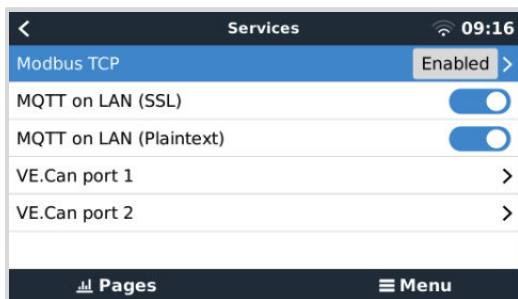 Services 09:16
Modbus TCP Enabled
MQTT on LAN (SSL)
MQTT on LAN (Plaintext)
VE.Can port 1
VE.Can port 2
Pages Menu